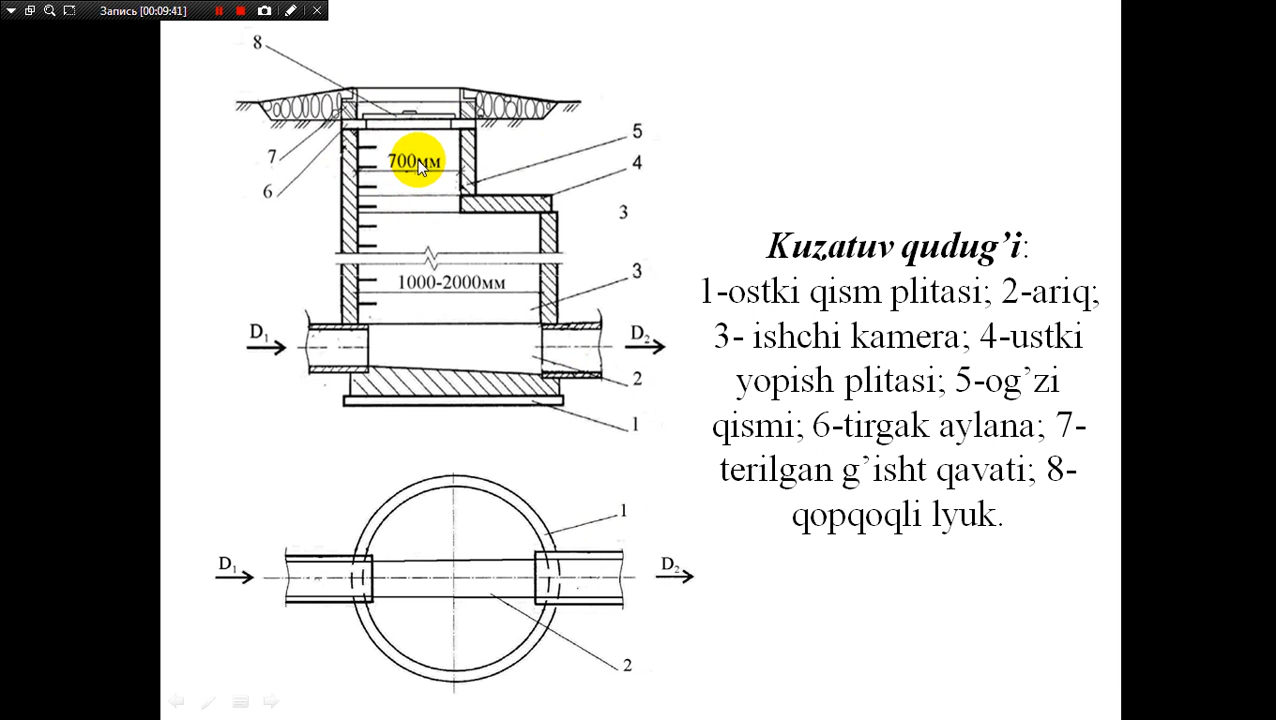 Запись [00:09:41]
8
7
6
700мм
5
4
3
1000-2000мм
3
D₁
D₂
2
1
Kuzatuv qudug’i:
1-ostki qism plitasi; 2-ariq;
3- ishchi kamera; 4-ustki
yopish plitasi; 5-og’zi
qismi; 6-tirgak aylana; 7-
terilgan g’isht qavati; 8-
qopqoqli lyuk.
1
D₁
D₂
2